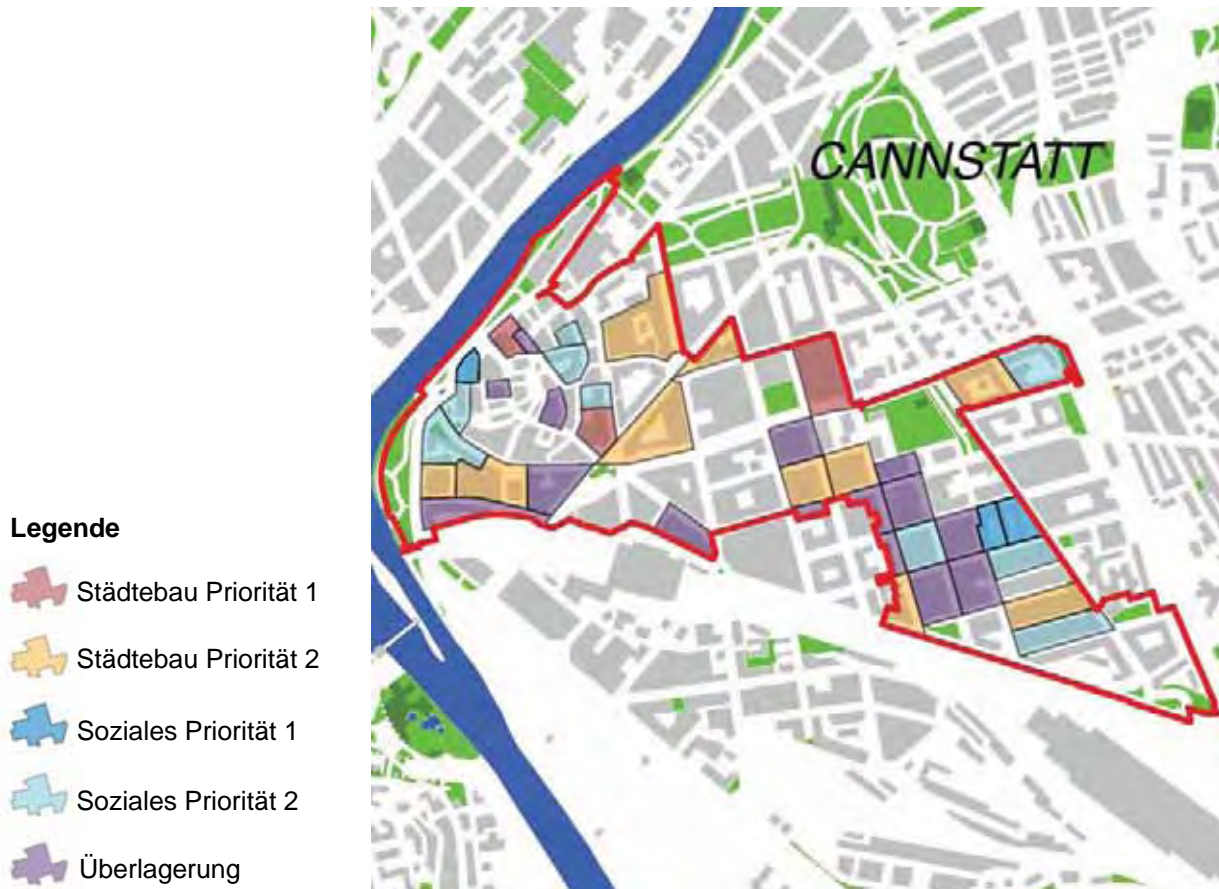 CANNSTATT
Legende
Städtebau Priorität 1
Städtebau Priorität 2
Soziales Priorität 1
Soziales Priorität 2
Überlagerung